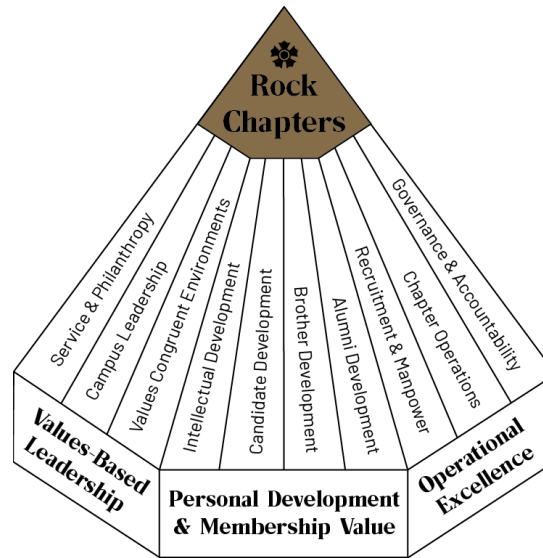 Rock
Chapters
Service & Philanthropy
Campus Leadership
Values Congruent Environments
Intellectual Development
Candidate Development
Brother Development
Alumni Development
Recruitment & Manpower
Chapter Operations
Governance & Accountability
Values-Based
Leadership
Personal Development
& Membership Value
Operational
Excellence